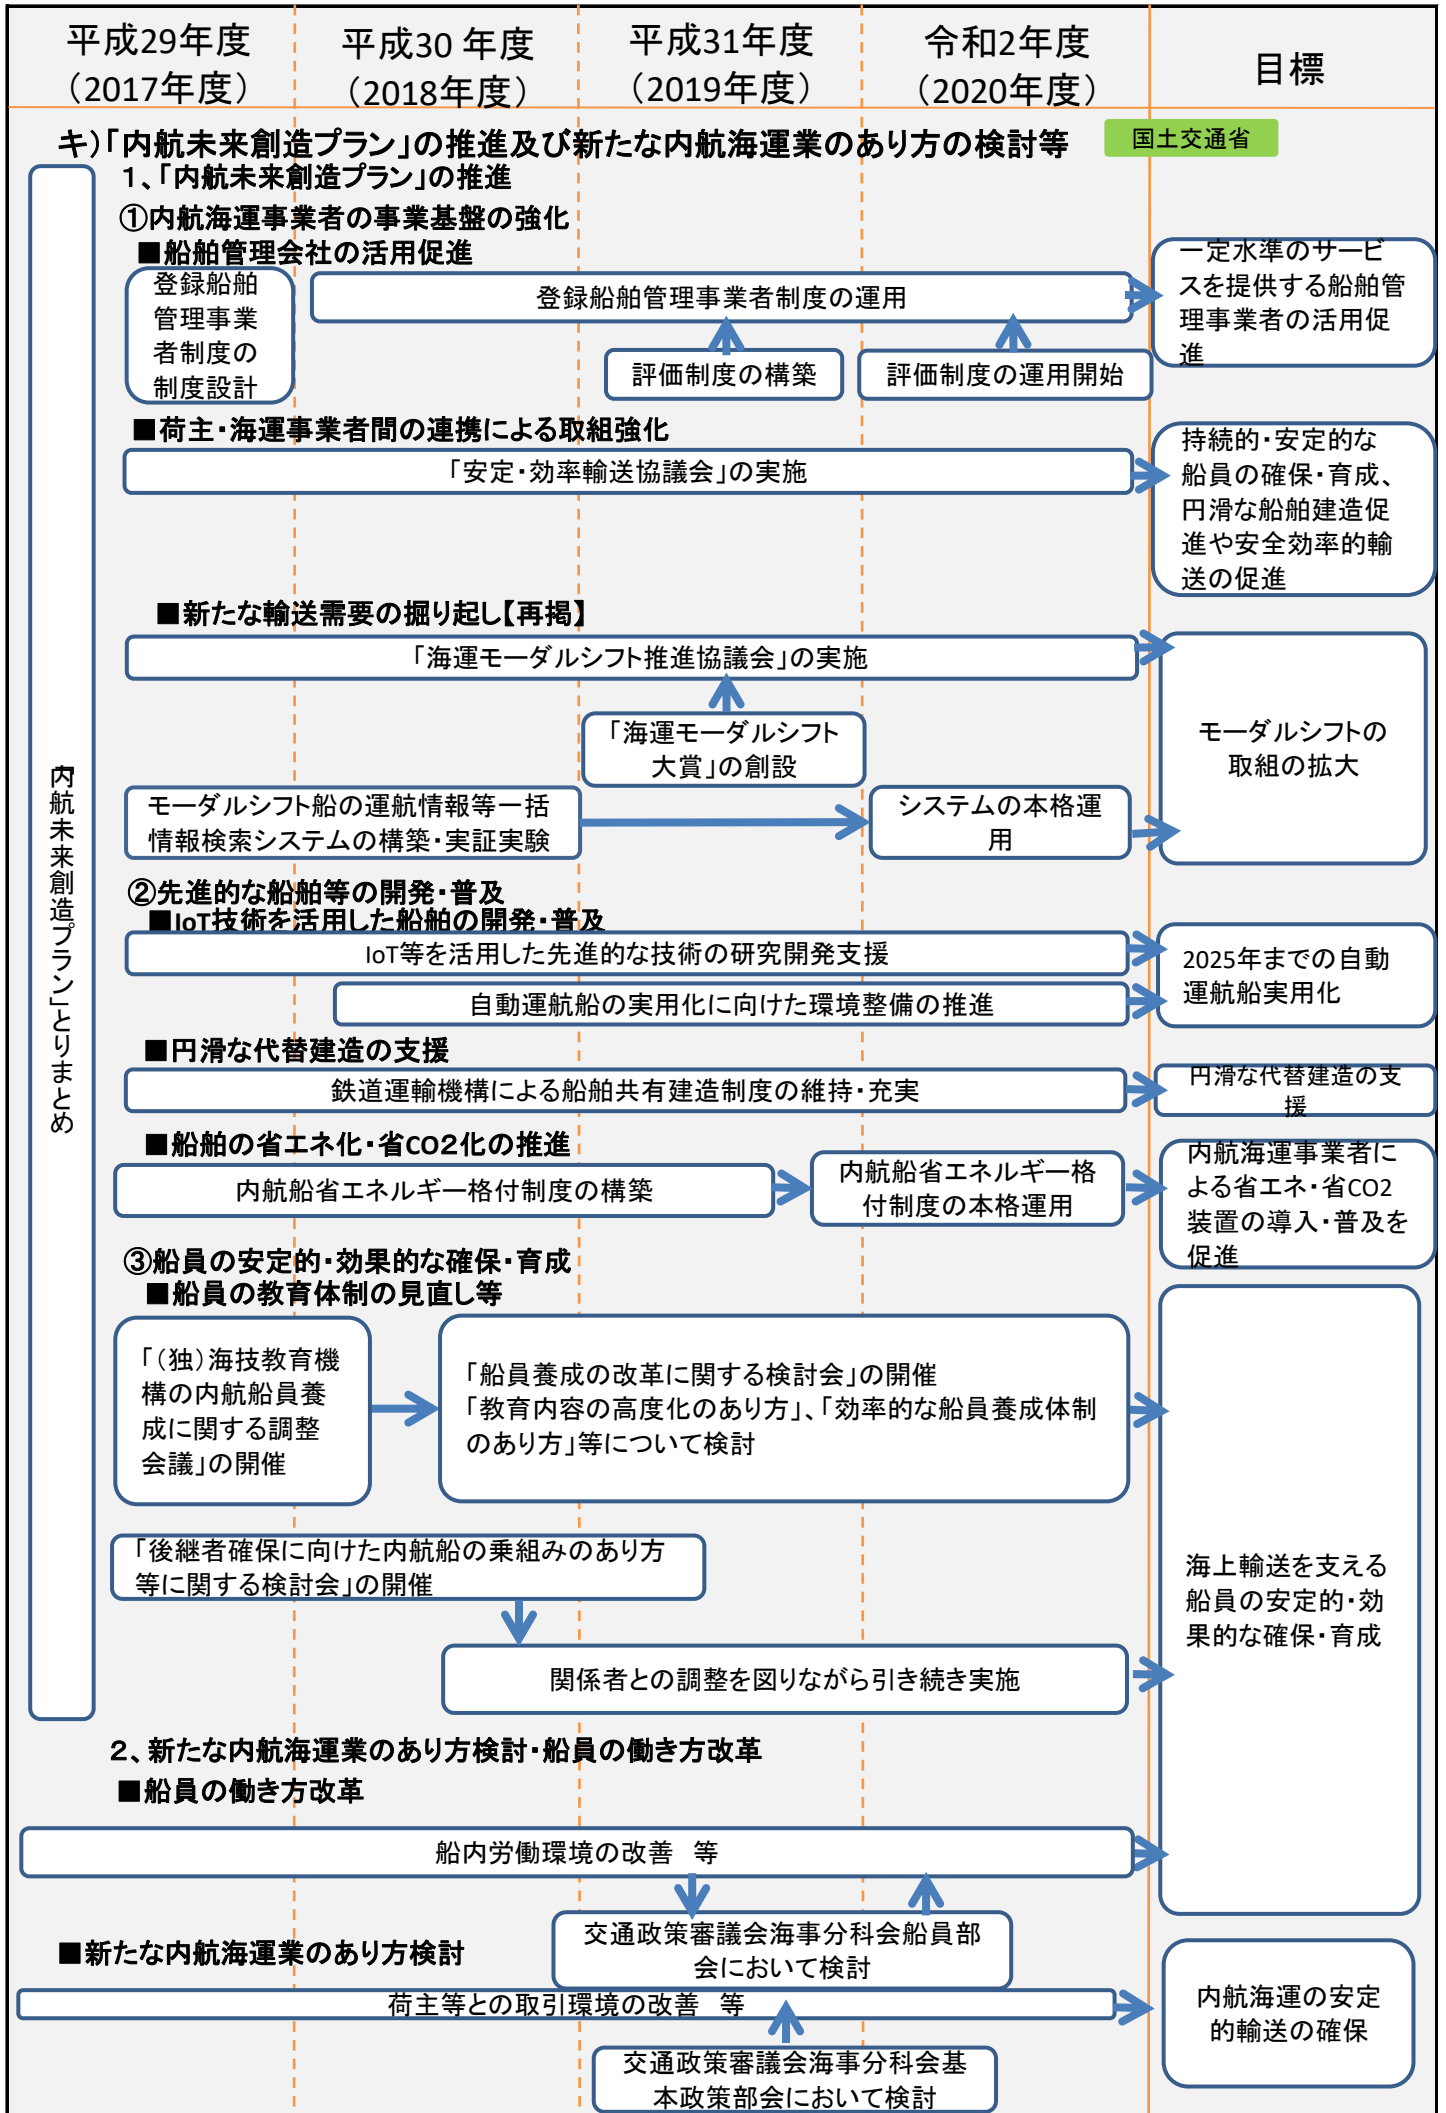 平成29年度
（2017年度）
平成30 年度
（2018年度）
平成31年度
（2019年度）
令和2年度
（2020年度）
目標
キ）「内航未来創造プラン」の推進及び新たな内航海運業のあり方の検討等
国土交通省
内航未来創造プラン」とりまとめ
１、「内航未来創造プラン」の推進
①内航海運事業者の事業基盤の強化
■船舶管理会社の活用促進
登録船舶
管理事業
者制度の
制度設計
登録船舶管理事業者制度の運用
評価制度の構築
評価制度の運用開始
一定水準のサービ
スを提供する船舶管
理事業者の活用促
進
■荷主・海運事業者間の連携による取組強化
「安定・効率輸送協議会」の実施
持続的・安定的な
船員の確保・育成、
円滑な船舶建造促
進や安全効率的輸
送の促進
■新たな輸送需要の掘り起し【再掲】
「海運モーダルシフト推進協議会」の実施
「海運モーダルシフト
大賞」の創設
モーダルシフト船の運航情報等一括
情報検索システムの構築・実証実験
システムの本格運
用
モーダルシフトの
取組の拡大
②先進的な船舶等の開発・普及
■IoT技術を活用した船舶の開発・普及
IoT等を活用した先進的な技術の研究開発支援
自動運航船の実用化に向けた環境整備の推進
2025年までの自動
運航船実用化
■円滑な代替建造の支援
鉄道運輸機構による船舶共有建造制度の維持・充実
円滑な代替建造の支
援
■船舶の省エネ化・省CO２化の推進
内航船省エネルギー格付制度の構築
内航船省エネルギー格
付制度の本格運用
内航海運事業者に
よる省エネ・省CO2
装置の導入・普及を
促進
③船員の安定的・効果的な確保・育成
■船員の教育体制の見直し等
「（独）海技教育機
構の内航船員養
成に関する調整
会議」の開催
「船員養成の改革に関する検討会」の開催
「教育内容の高度化のあり方」、「効率的な船員養成体制
のあり方」等について検討
「後継者確保に向けた内航船の乗組みのあり方
等に関する検討会」の開催
関係者との調整を図りながら引き続き実施
海上輸送を支える
船員の安定的・効
果的な確保・育成
２、新たな内航海運業のあり方検討・船員の働き方改革
■船員の働き方改革
船内労働環境の改善　等
交通政策審議会海事分科会船員部
会において検討
■新たな内航海運業のあり方検討
荷主等との取引環境の改善　等
交通政策審議会海事分科会基
本政策部会において検討
内航海運の安定
的輸送の確保